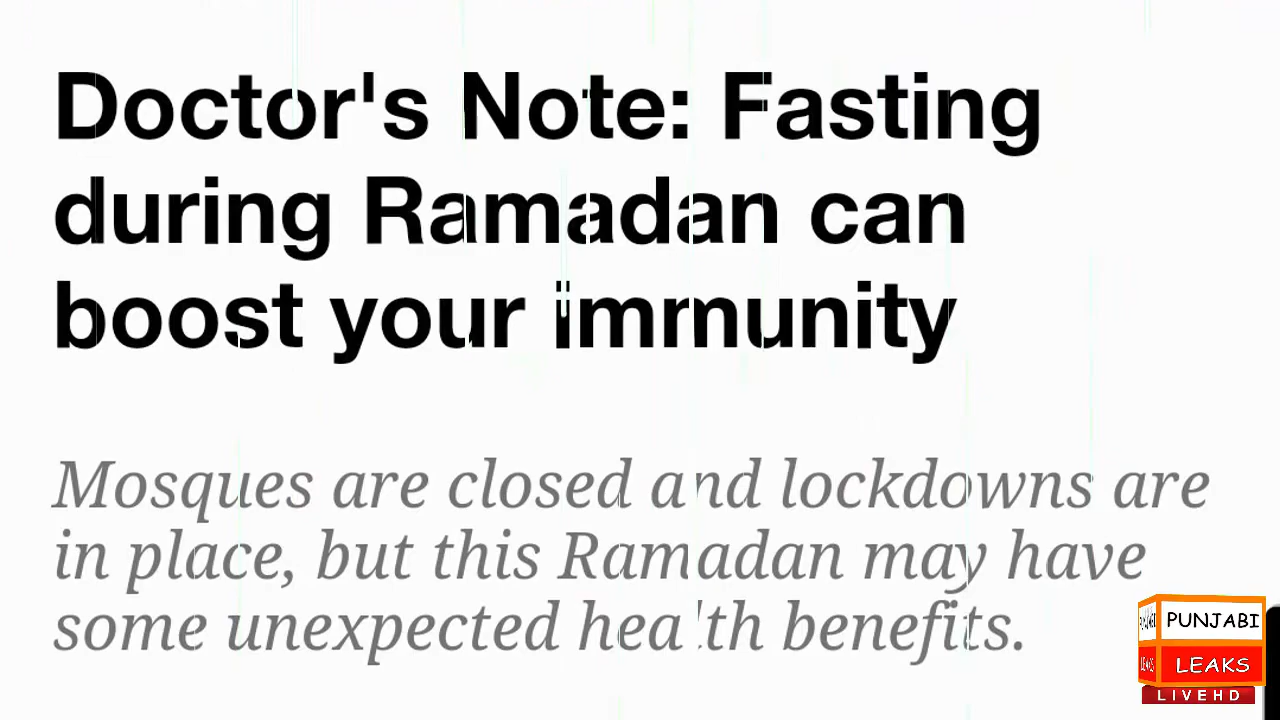 Doctor's Note: Fasting
during Ramadan can
boost your immunity
Mosques are closed and lockdowns are
in place, but this Ramadan may have
some unexpected health benefits.
PUNJABI
LEAKS
LEAKS
LIVEHD